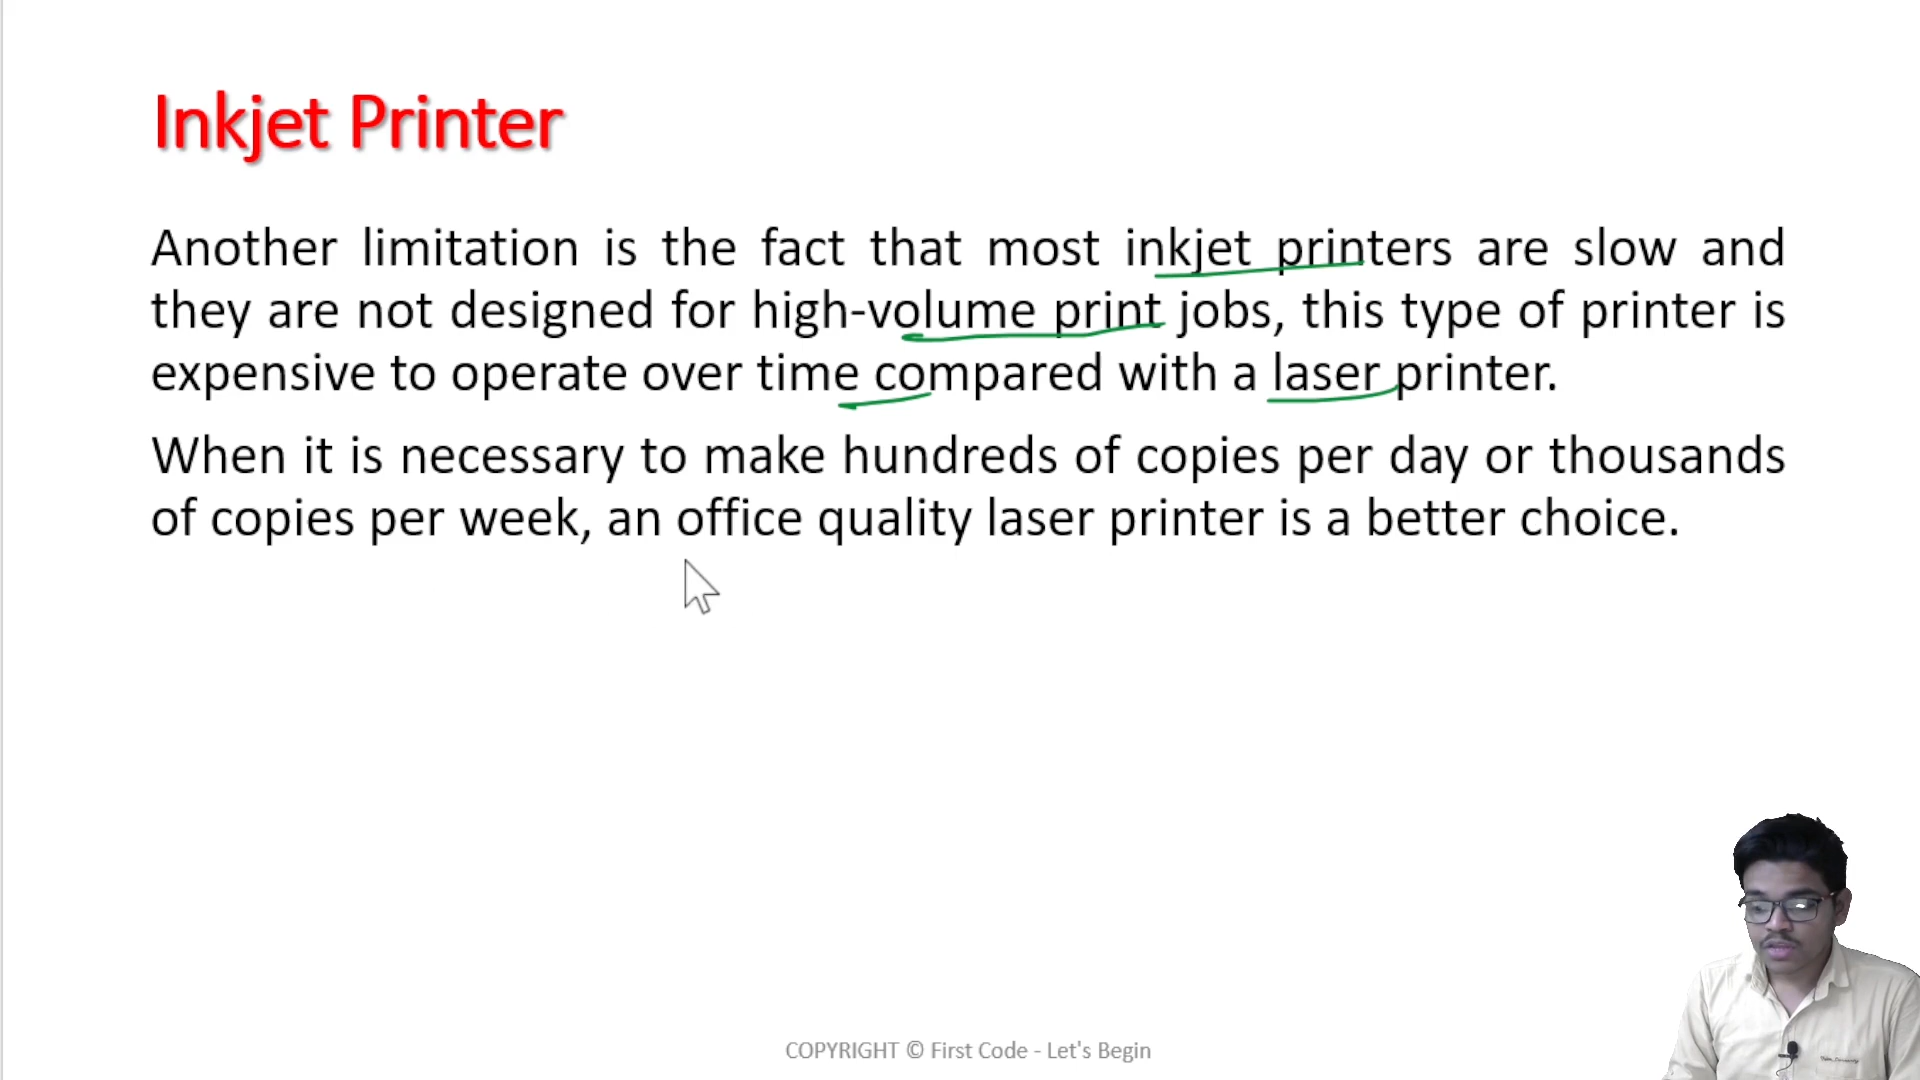 Inkjet Printer
Another limitation is the fact that most inkjet printers are slow and
they are not designed for high-volume print jobs, this type of printer is
expensive to operate over time compared with a laser printer.
When it is necessary to make hundreds of copies per day or thousands
of copies per week, an office quality laser printer is a better choice.
COPYRIGHT © First Code - Let's Begin